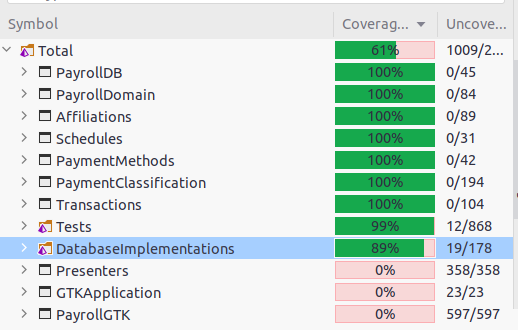 Symbol Coverag... Uncove...
Total 61% 1009/2...
PayrollDB 100% 0/45
PayrollDomain 100% 0/84
Affiliations 100% 0/89
Schedules 100% 0/31
PaymentMethods 100% 0/42
PaymentClassification 100% 0/194
Transactions 100% 0/104
Tests 99% 12/868
DatabaseImplementations 89% 19/178
Presenters 0% 358/358
GTKApplication 0% 23/23
PayrollGTK 0% 597/597